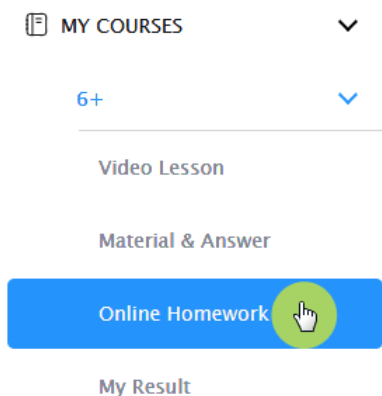 MY COURSES
6+
Video Lesson
Material & Answer
Online Homework
My Result